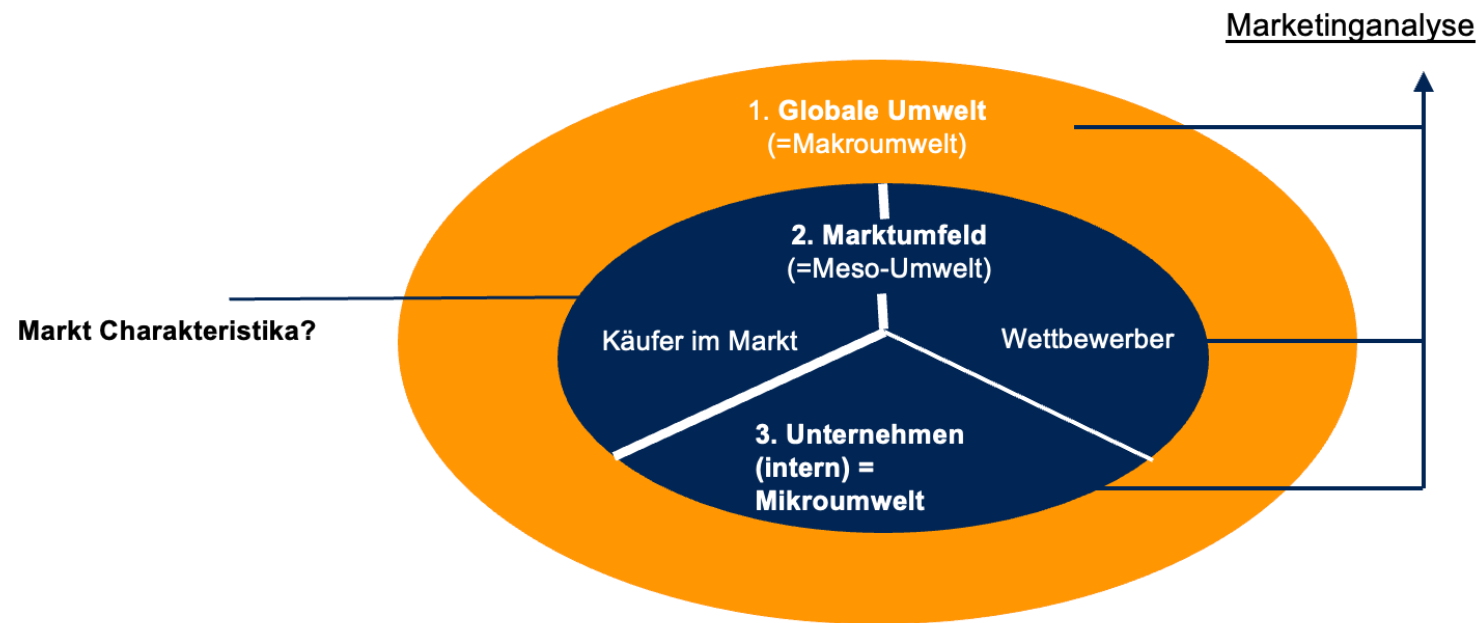 Marketinganalyse
1. Globale Umwelt
(=Makroumwelt)
2. Marktumfeld
(=Meso-Umwelt)
Markt Charakteristika?
Käufer im Markt
Wettbewerber
3. Unternehmen
(intern) =
Mikroumwelt